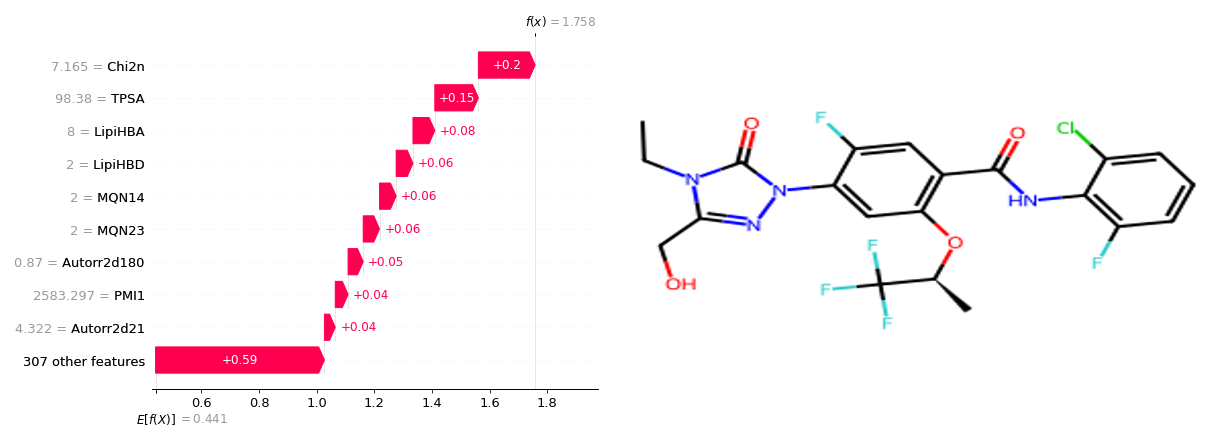 f(x) = 1.758
7.165 = Chi2n
+0.2
98.38 = TPSA
+0.15
8 = LipiHBA
+0.08
2 = LipiHBD
+0.06
2 = MQN14
+0.06
2 = MQN23
+0.06
0.87 = Autorr2d180
+0.05
2583.297 = PMI1
+0.04
4.322 = Autorr2d21
+0.04
307 other features
+0.59
0.6 0.8 1.0 1.2 1.4 1.6 1.8
E[f(X)] = 0.441
F
O
Cl
O
N
N
HN
N
O
F
F
F
OH
F